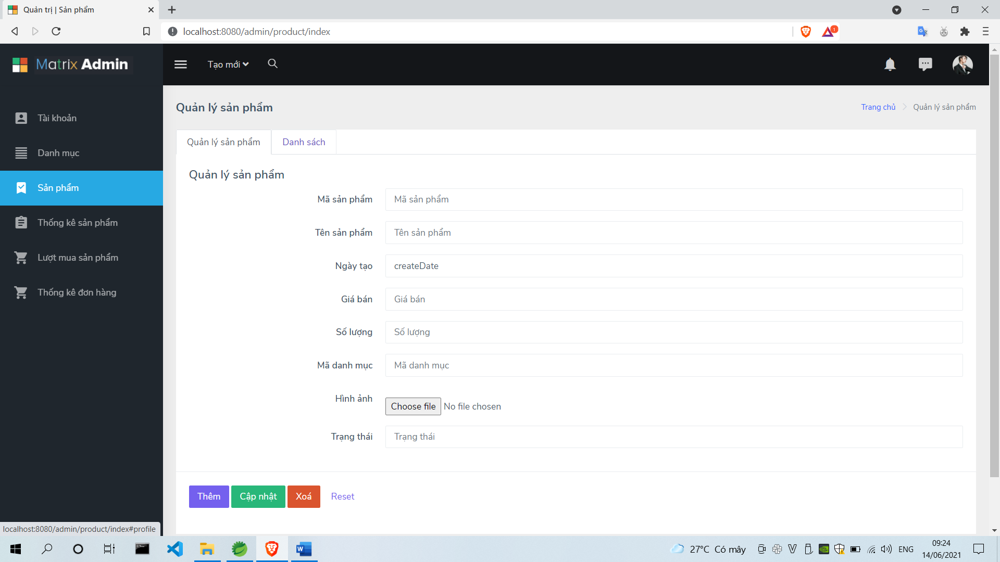 Quản trị | Sản phẩm
localhost:8080/admin/product/index
1
Matrix Admin
Tạo mới
Tài khoản
Danh mục
Sản phẩm
Thống kê sản phẩm
Lượt mua sản phẩm
Thống kê đơn hàng
Quản lý sản phẩm
Trang chủ
Quản lý sản phẩm
Quản lý sản phẩm
Danh sách
Quản lý sản phẩm
Mã sản phẩm
Mã sản phẩm
Tên sản phẩm
Tên sản phẩm
Ngày tạo
createDate
Giá bán
Giá bán
Số lượng
Số lượng
Mã danh mục
Mã danh mục
Hình ảnh
Choose file No file chosen
Trạng thái
Trạng thái
Thêm
Cập nhật
Xoá
Reset
localhost:8080/admin/product/index#profile
27°C Có mây
ENG
09:24
14/06/2021